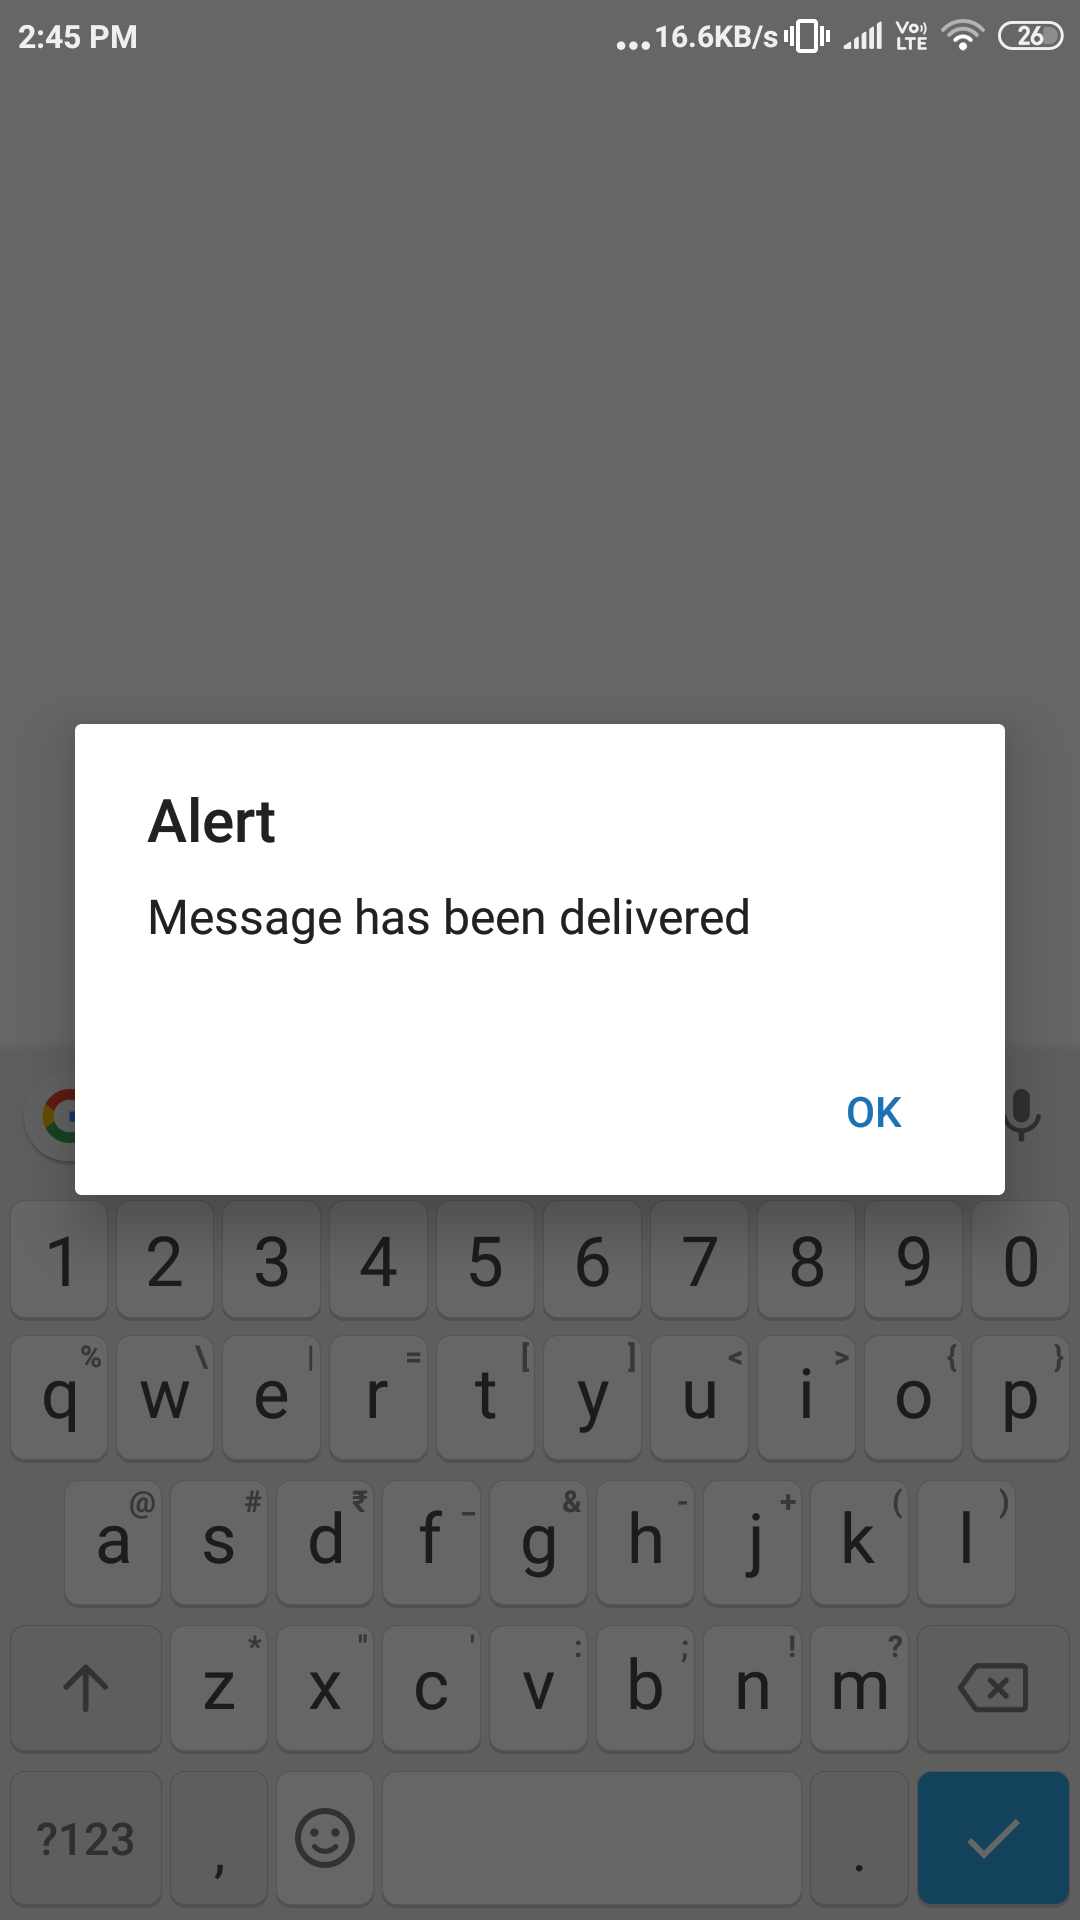 2:45 PM ...16.6KB/s Vo LTE 26
Alert
Message has been delivered
OK
1 2 3 4 5 6 7 8 9 0
% \ | = [ ] < > { }
q w e r t y u i o p
@ # ₹ _ & - + ( )
a s d f g h j k l
* " ' : ; ! ?
z x c v b n m
?123 , .